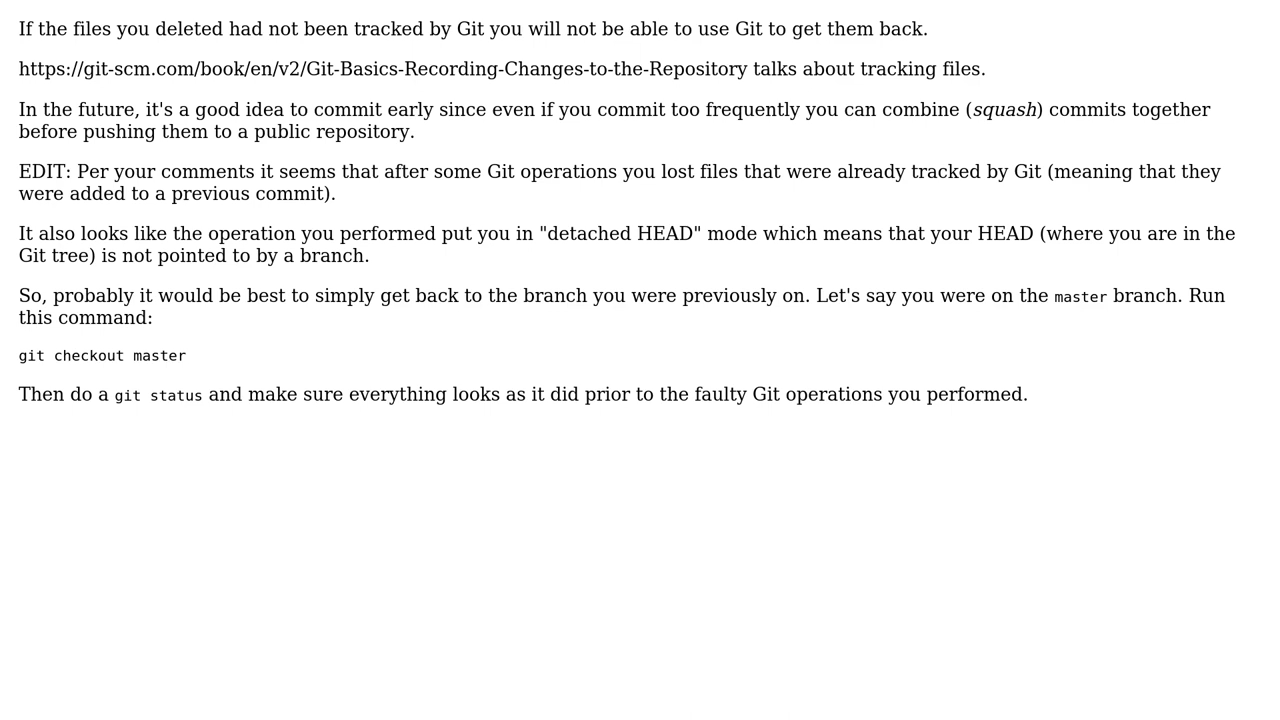 If the files you deleted had not been tracked by Git you will not be able to use Git to get them back.
https://git-scm.com/book/en/v2/Git-Basics-Recording-Changes-to-the-Repository talks about tracking files.
In the future, it's a good idea to commit early since even if you commit too frequently you can combine (squash) commits together
before pushing them to a public repository.
EDIT: Per your comments it seems that after some Git operations you lost files that were already tracked by Git (meaning that they
were added to a previous commit).
It also looks like the operation you performed put you in "detached HEAD" mode which means that your HEAD (where you are in the
Git tree) is not pointed to by a branch.
So, probably it would be best to simply get back to the branch you were previously on. Let's say you were on the master branch. Run
this command:
git checkout master
Then do a git status and make sure everything looks as it did prior to the faulty Git operations you performed.